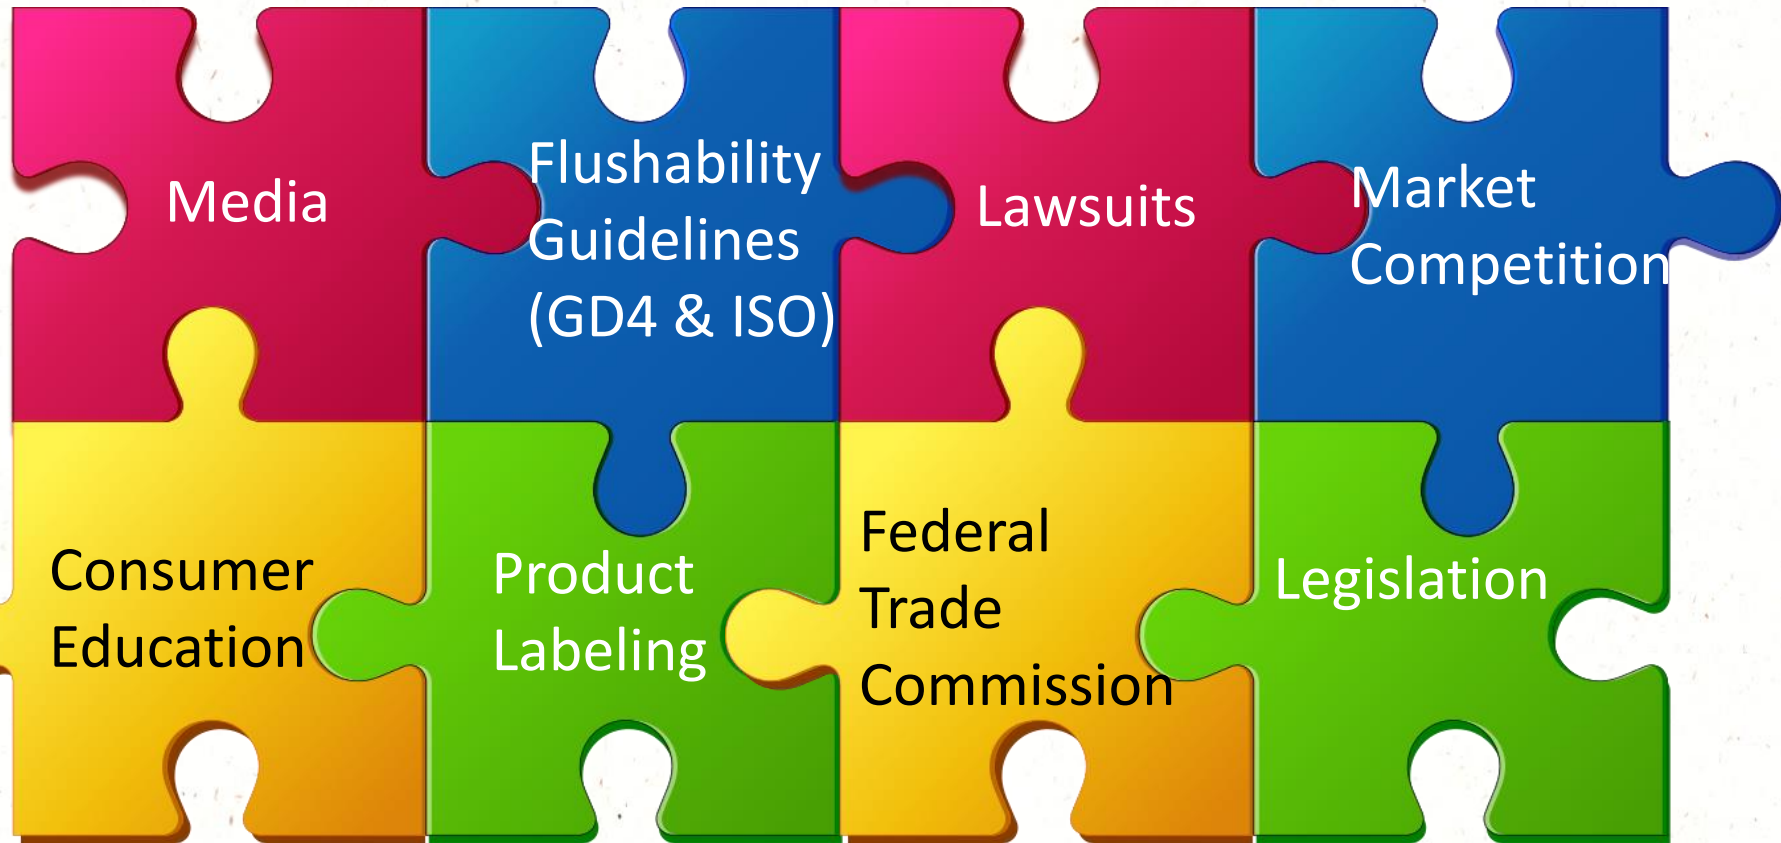 Media
Flushability
Guidelines
(GD4 & ISO)
Lawsuits
Market
Competition
Consumer
Education
Product
Labeling
Federal
Trade
Commission
Legislation